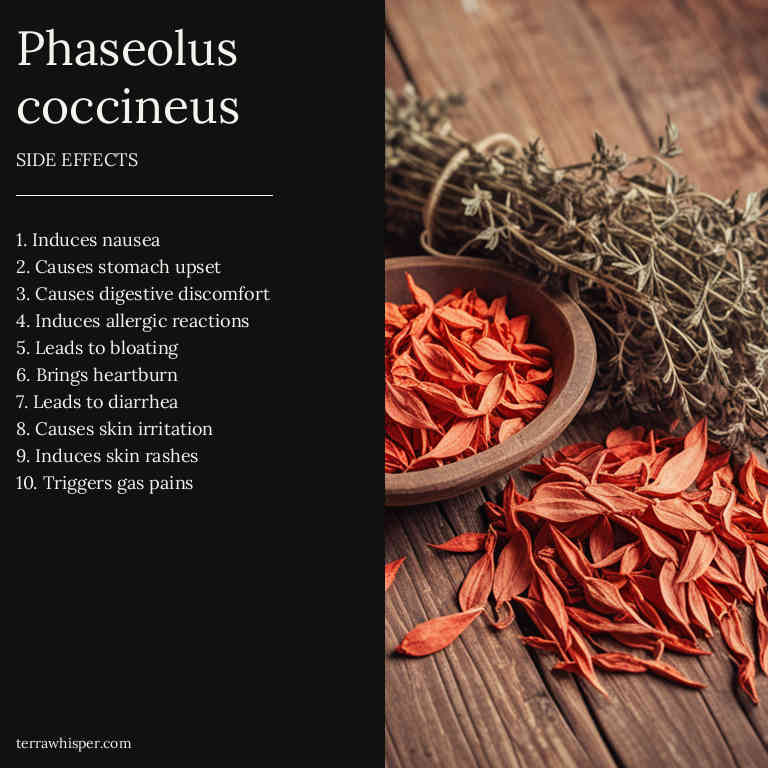 Phaseolus
coccineus
SIDE EFFECTS
1. Induces nausea
2. Causes stomach upset
3. Causes digestive discomfort
4. Induces allergic reactions
5. Leads to bloating
6. Brings heartburn
7. Leads to diarrhea
8. Causes skin irritation
9. Induces skin rashes
10. Triggers gas pains
terrawhisper.com